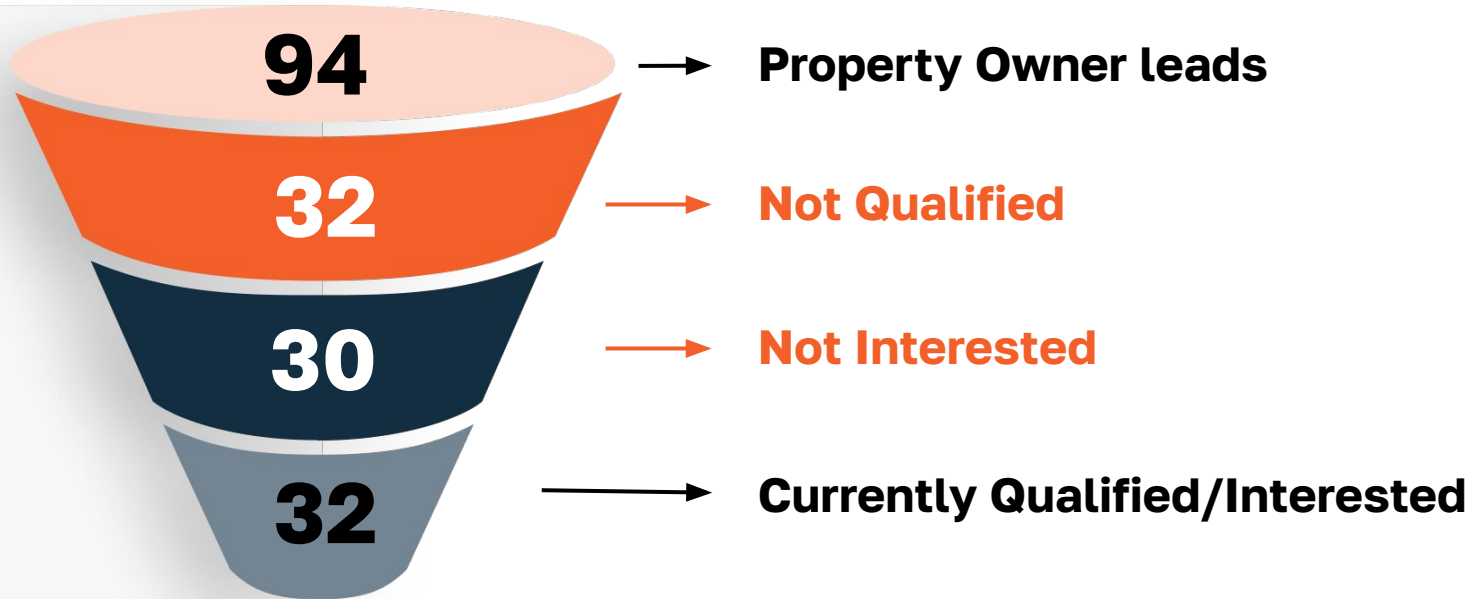 94
Property Owner leads
32
Not Qualified
30
Not Interested
32
Currently Qualified/Interested